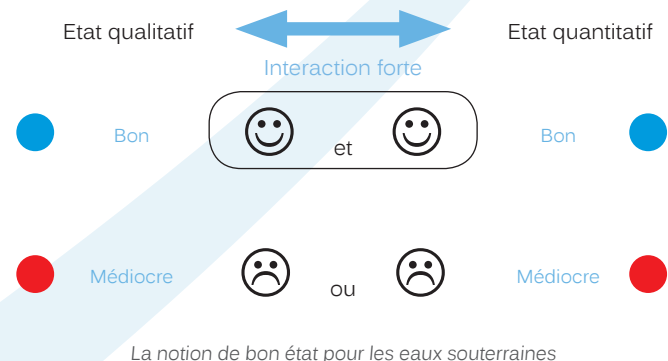 Etat qualitatif Etat quantitatif
Interaction forte
Bon et Bon
Médiocre ou Médiocre
La notion de bon état pour les eaux souterraines